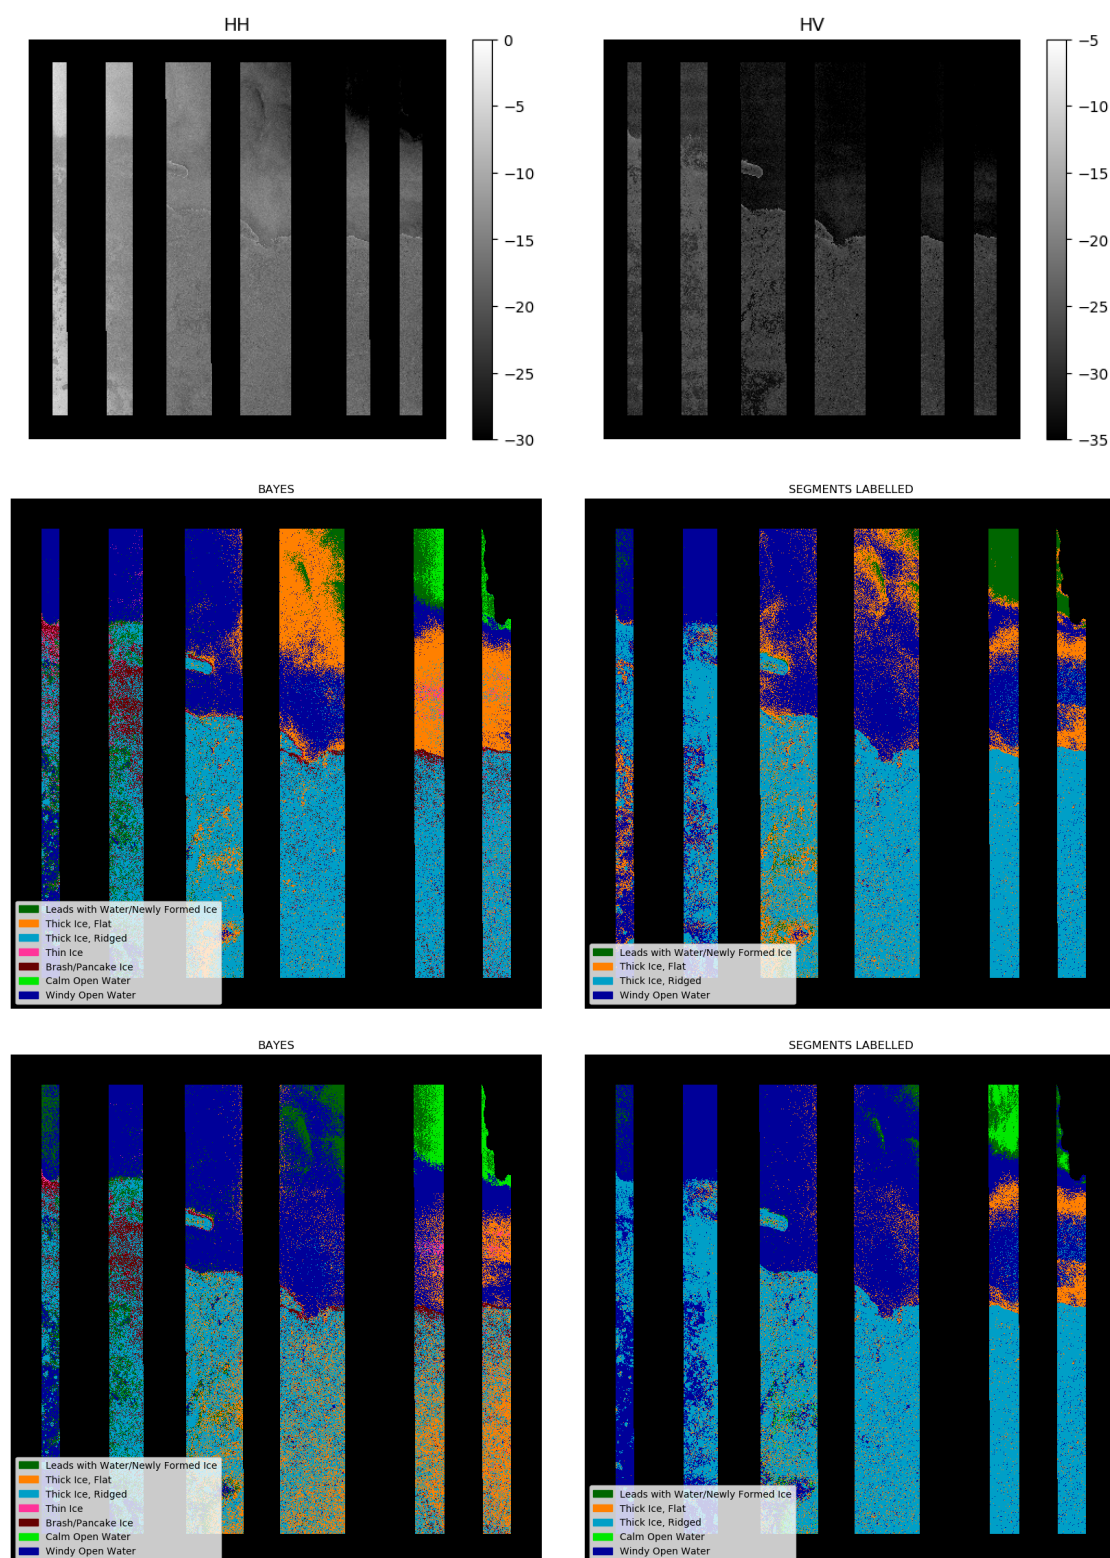 HH
HV
0
−5
−10
−15
−20
−25
−30
−5
−10
−15
−20
−25
−30
−35
BAYES
SEGMENTS LABELLED
Leads with Water/Newly Formed Ice
Thick Ice, Flat
Thick Ice, Ridged
Thin Ice
Brash/Pancake Ice
Calm Open Water
Windy Open Water
Leads with Water/Newly Formed Ice
Thick Ice, Flat
Thick Ice, Ridged
Windy Open Water
BAYES
SEGMENTS LABELLED
Leads with Water/Newly Formed Ice
Thick Ice, Flat
Thick Ice, Ridged
Thin Ice
Brash/Pancake Ice
Calm Open Water
Windy Open Water
Leads with Water/Newly Formed Ice
Thick Ice, Flat
Thick Ice, Ridged
Calm Open Water
Windy Open Water